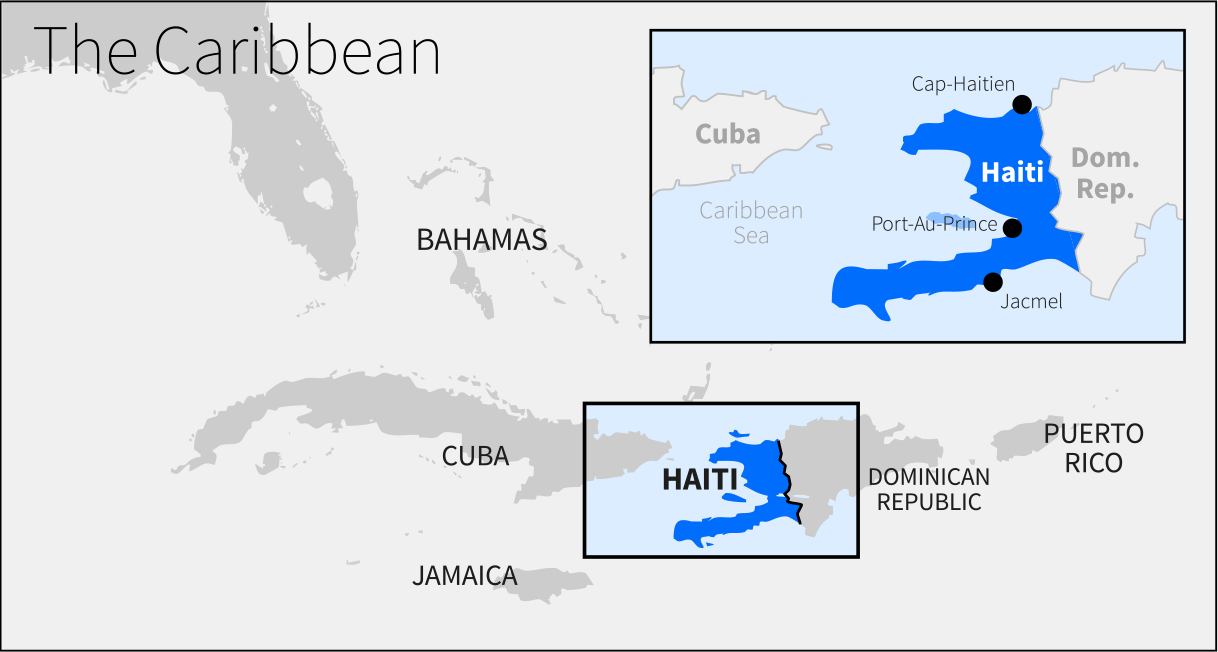 The Caribbean
Cap-Haitien
Cuba
Haiti
Dom.
Rep.
Caribbean
Sea
Port-Au-Prince
Jacmel
BAHAMAS
CUBA
HAITI
DOMINICAN
REPUBLIC
PUERTO
RICO
JAMAICA